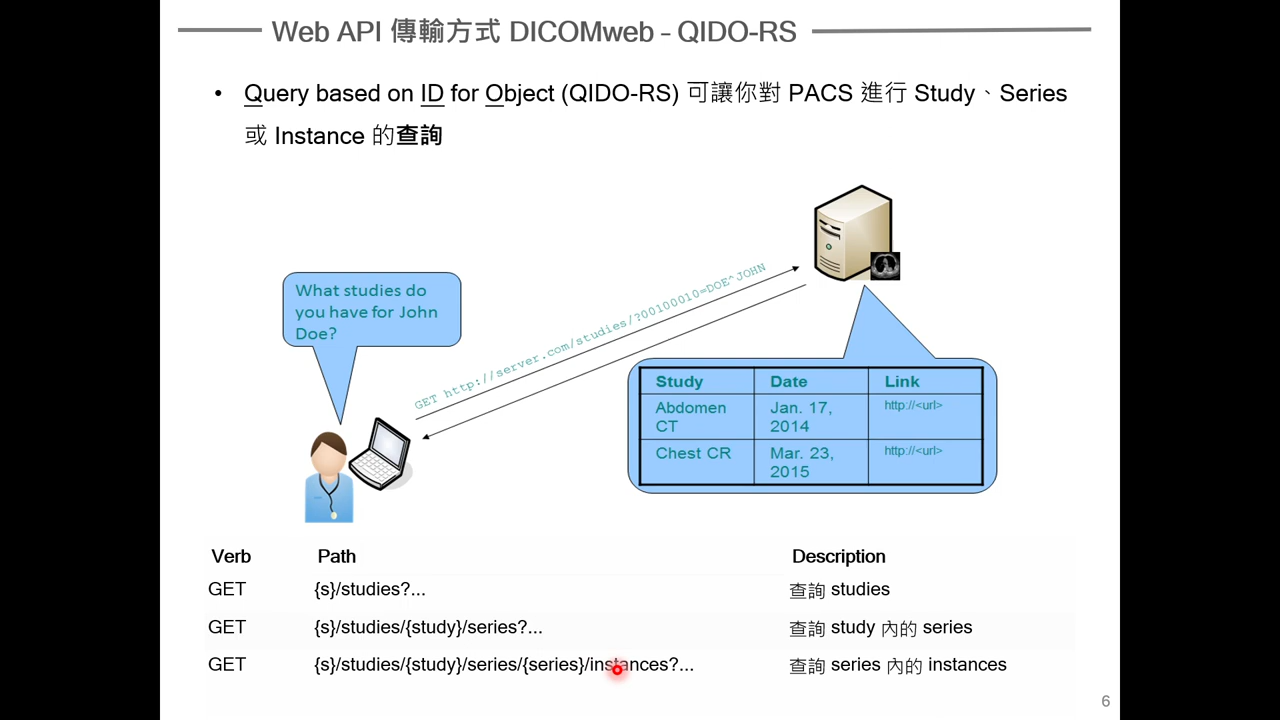 Web API 傳輸方式 DICOMweb - QIDO-RS
• Query based on ID for Object (QIDO-RS) 可讓你對 PACS 進行 Study、Series
或 Instance 的查詢
What studies do
you have for John
Doe?
GET http://server.com/studies/?00100010=DOE^JOHN
Study Date Link
Abdomen CT Jan. 17, 2014 http://<url>
Chest CR Mar. 23, 2015 http://<url>
Verb Path Description
GET {s}/studies?... 查詢 studies
GET {s}/studies/{study}/series?... 查詢 study 內的 series
GET {s}/studies/{study}/series/{series}/instances?... 查詢 series 內的 instances
6